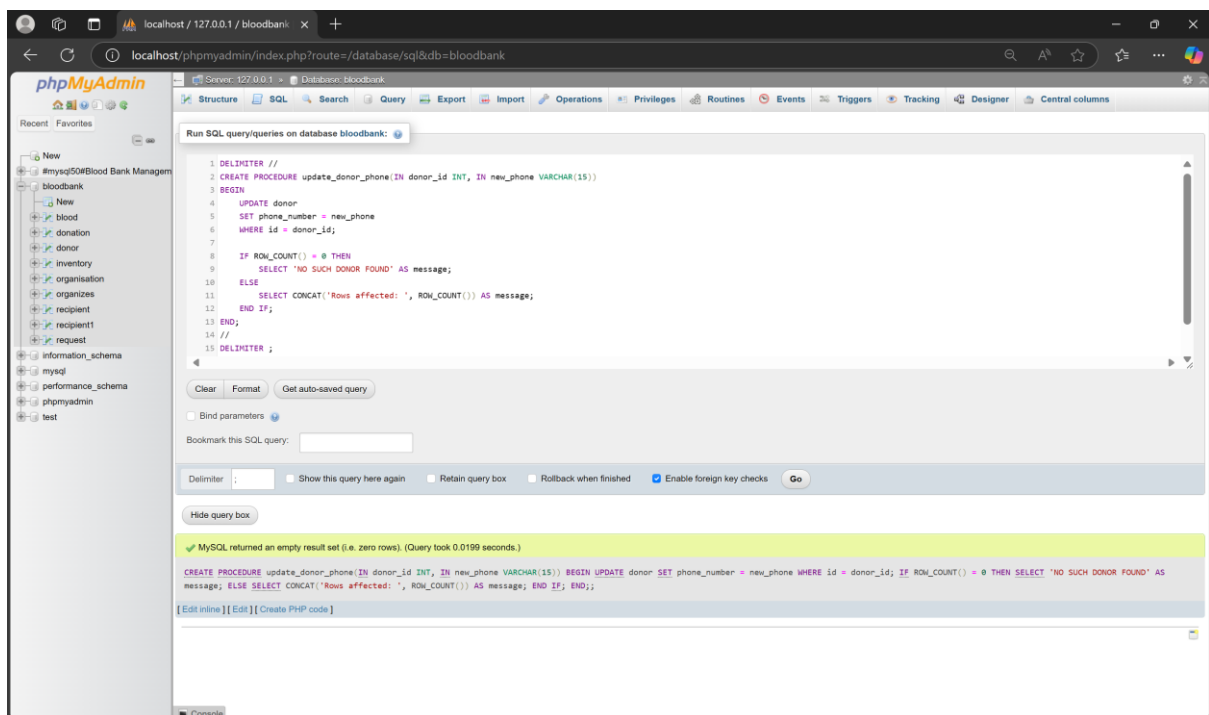 localhost / 127.0.0.1 / bloodbank
localhost/phpmyadmin/index.php?route=/database/sql&db=bloodbank
phpMyAdmin
Recent Favorites
New
#mysql50#Blood Bank Managem
bloodbank
New
blood
donation
donor
inventory
organisation
organizes
recipient
recipient1
request
information_schema
mysql
performance_schema
phpmyadmin
test
Server: 127.0.0.1 » Database: bloodbank
Structure SQL Search Query Export Import Operations Privileges Routines Events Triggers Tracking Designer Central columns
Run SQL query/queries on database bloodbank:
1 DELIMITER //
2 CREATE PROCEDURE update_donor_phone(IN donor_id INT, IN new_phone VARCHAR(15))
3 BEGIN
4 UPDATE donor
5 SET phone_number = new_phone
6 WHERE id = donor_id;
7
8 IF ROW_COUNT() = 0 THEN
9 SELECT 'NO SUCH DONOR FOUND' AS message;
10 ELSE
11 SELECT CONCAT('Rows affected: ', ROW_COUNT()) AS message;
12 END IF;
13 END;
14 //
15 DELIMITER ;
Clear Format Get auto-saved query
Bind parameters
Bookmark this SQL query:
Delimiter ; Show this query here again Retain query box Rollback when finished Enable foreign key checks Go
Hide query box
MySQL returned an empty result set (i.e. zero rows). (Query took 0.0199 seconds.)
CREATE PROCEDURE update_donor_phone(IN donor_id INT, IN new_phone VARCHAR(15)) BEGIN UPDATE donor SET phone_number = new_phone WHERE id = donor_id; IF ROW_COUNT() = 0 THEN SELECT 'NO SUCH DONOR FOUND' AS
message; ELSE SELECT CONCAT('Rows affected: ', ROW_COUNT()) AS message; END IF; END;;
[ Edit inline ] [ Edit ] [ Create PHP code ]
Console